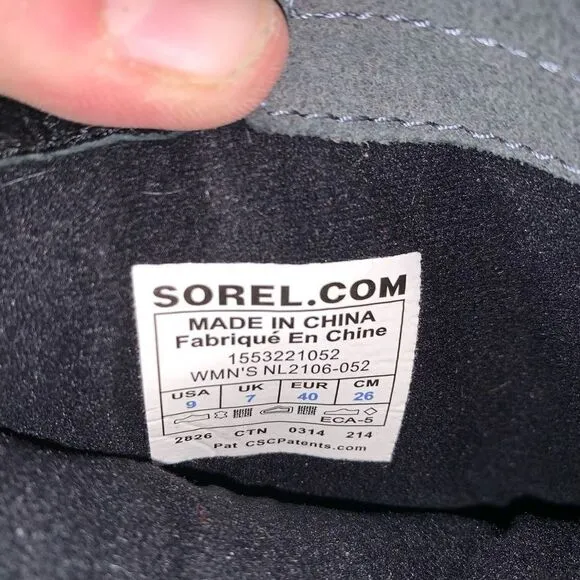 SOREL.COM
MADE IN CHINA
Fabriqué En Chine
1553221052
WMN'S NL2106-052
USA UK EUR CM
9 7 40 26
ECA-5
2826 CTN 0314 214
Pat CSCPatents.com